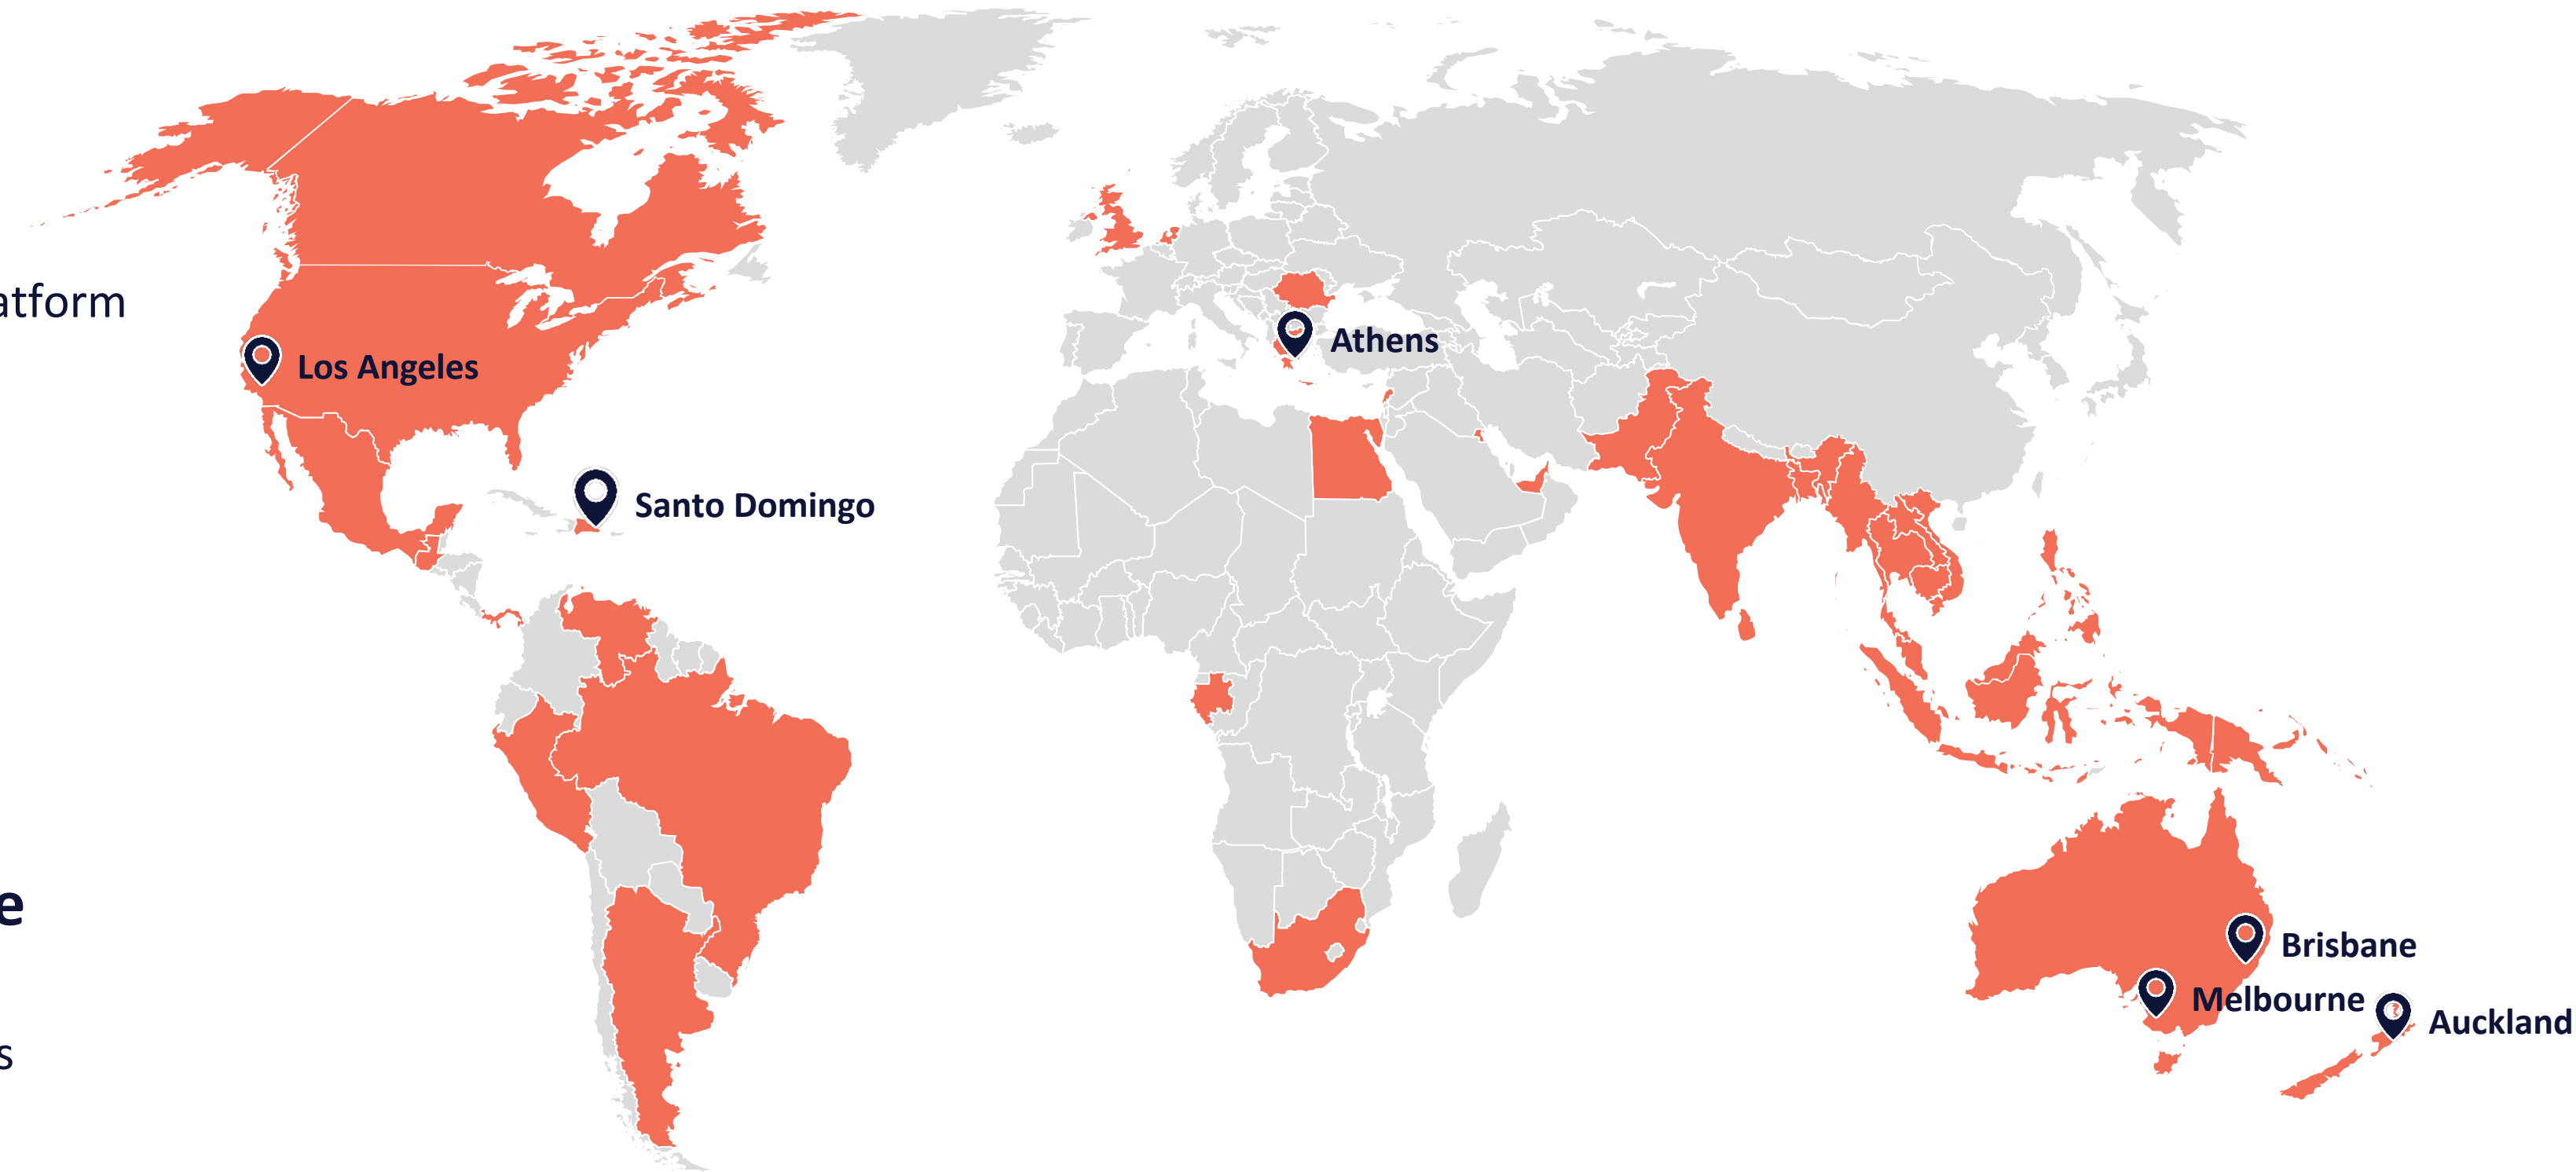 atform
Los Angeles
Athens
Santo Domingo
e
Brisbane
Melbourne
Auckland
s